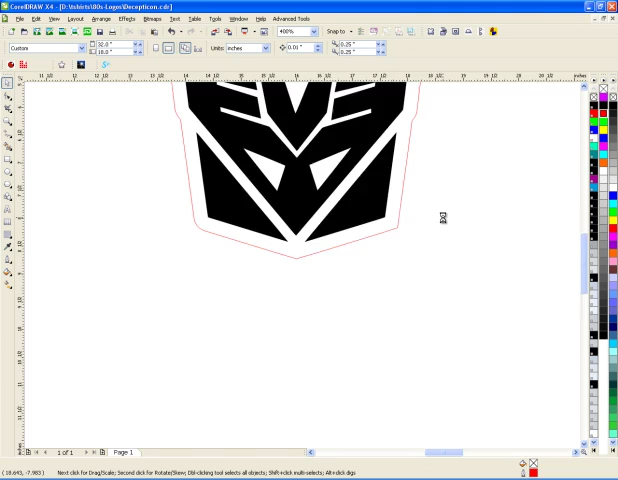 CorelDRAW X4 - [D:\tshirts\80s-Logos\Decepticon.cdr]
File Edit View Layout Arrange Effects Bitmaps Text Table Tools Window Help Advanced Tools
400% Snap to
Custom 32.0 " 18.0 " Units: inches 0.01 " 0.25 " 0.25 "
inches
1 of 1 Page 1
( 18.643, -7.983 ) Next click for Drag/Scale; Second click for Rotate/Skew; Dbl-clicking tool selects all objects; Shift+click multi-selects; Alt+click digs